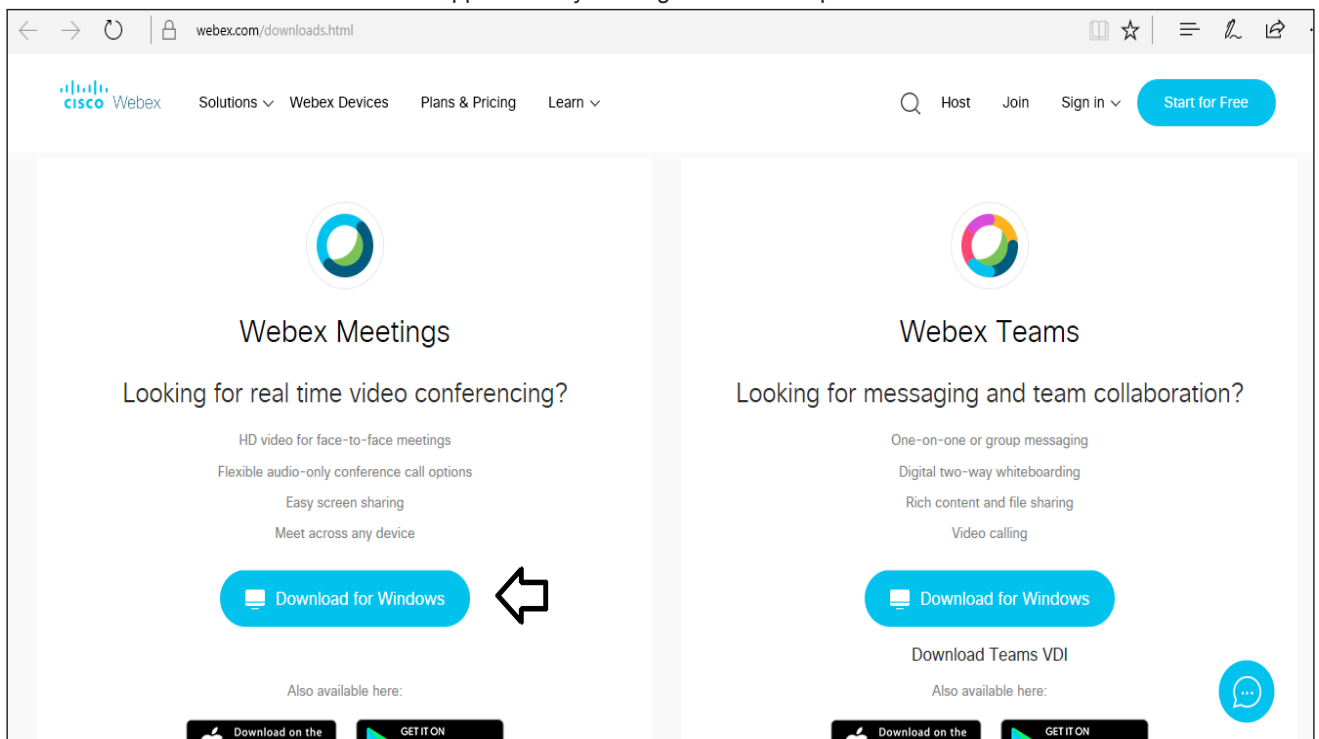 webex.com/downloads.html
CISCO Webex Solutions Webex Devices Plans & Pricing Learn Host Join Sign in Start for Free
Webex Meetings
Looking for real time video conferencing?
HD video for face-to-face meetings
Flexible audio-only conference call options
Easy screen sharing
Meet across any device
Download for Windows
Also available here:
Download on the
GET IT ON
Webex Teams
Looking for messaging and team collaboration?
One-on-one or group messaging
Digital two-way whiteboarding
Rich content and file sharing
Video calling
Download for Windows
Download Teams VDI
Also available here:
Download on the
GET IT ON